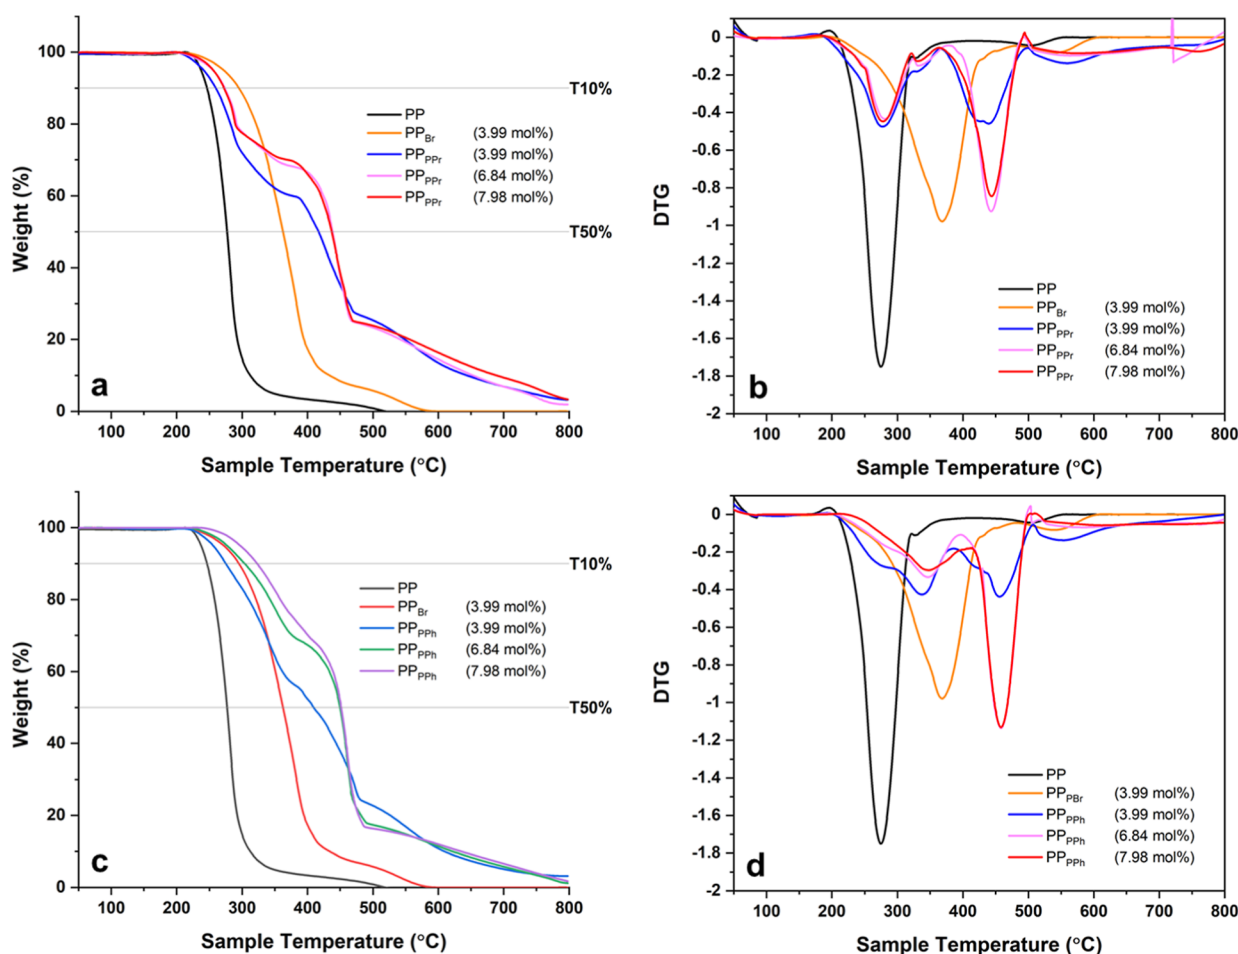 100
80
60
40
20
0
Weight (%)
T10%
T50%
PP
PPBr (3.99 mol%)
PPPPr (3.99 mol%)
PPPPr (6.84 mol%)
PPPPr (7.98 mol%)
a
100 200 300 400 500 600 700 800
Sample Temperature (°C)
0
-0.2
-0.4
-0.6
-0.8
-1
-1.2
-1.4
-1.6
-1.8
-2
DTG
PP
PPBr (3.99 mol%)
PPPPr (3.99 mol%)
PPPPr (6.84 mol%)
PPPPr (7.98 mol%)
b
100 200 300 400 500 600 700 800
Sample Temperature (°C)
100
80
60
40
20
0
Weight (%)
T10%
T50%
PP
PPBr (3.99 mol%)
PPPPh (3.99 mol%)
PPPPh (6.84 mol%)
PPPPh (7.98 mol%)
c
100 200 300 400 500 600 700 800
Sample Temperature (°C)
0
-0.2
-0.4
-0.6
-0.8
-1
-1.2
-1.4
-1.6
-1.8
-2
DTG
PP
PPPBr (3.99 mol%)
PPPPh (3.99 mol%)
PPPPh (6.84 mol%)
PPPPh (7.98 mol%)
d
100 200 300 400 500 600 700 800
Sample Temperature (°C)